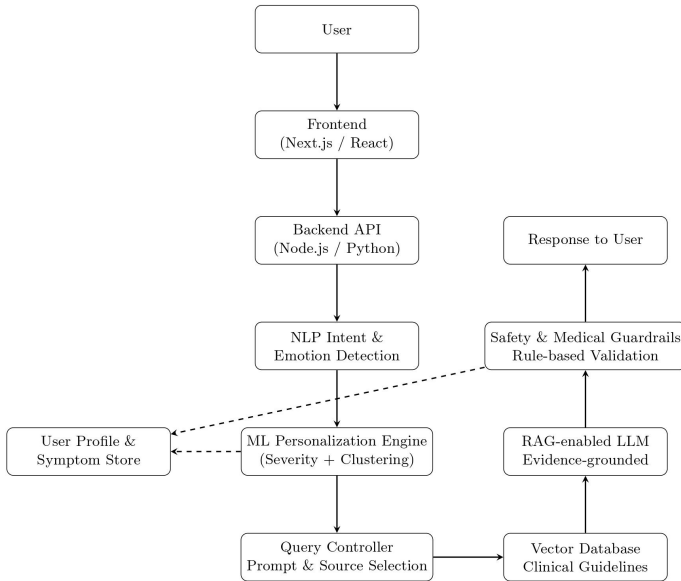 User
Frontend
(Next.js / React)
Backend API
(Node.js / Python)
Response to User
NLP Intent &
Emotion Detection
Safety & Medical Guardrails
Rule-based Validation
User Profile &
Symptom Store
ML Personalization Engine
(Severity + Clustering)
RAG-enabled LLM
Evidence-grounded
Query Controller
Prompt & Source Selection
Vector Database
Clinical Guidelines